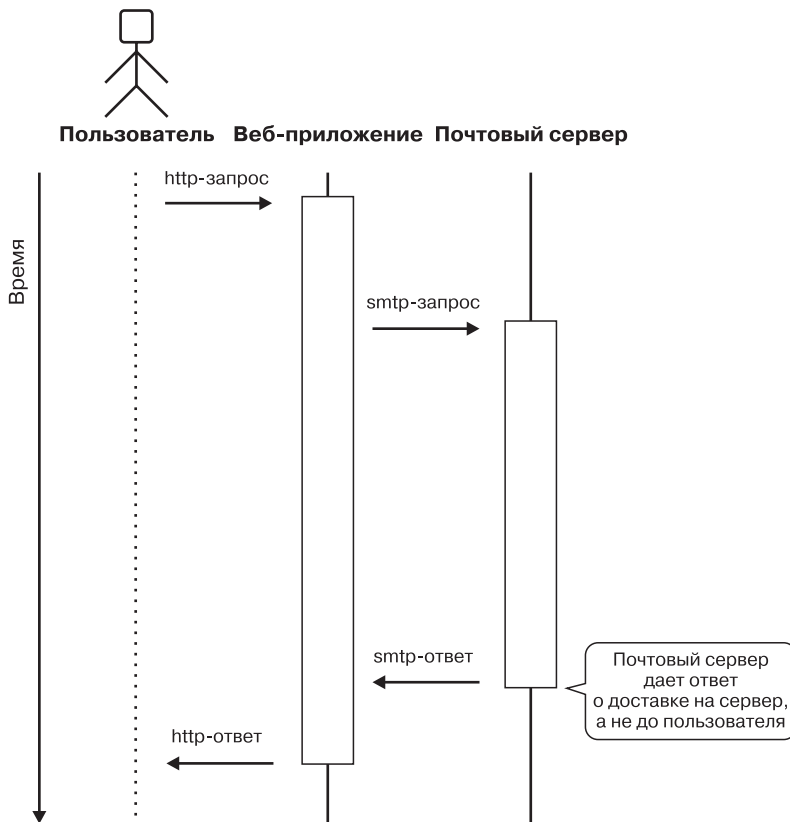 Пользователь Веб-приложение Почтовый сервер
http-запрос
Время
smtp-запрос
smtp-ответ
Почтовый сервер
дает ответ
о доставке на сервер,
а не до пользователя
http-ответ